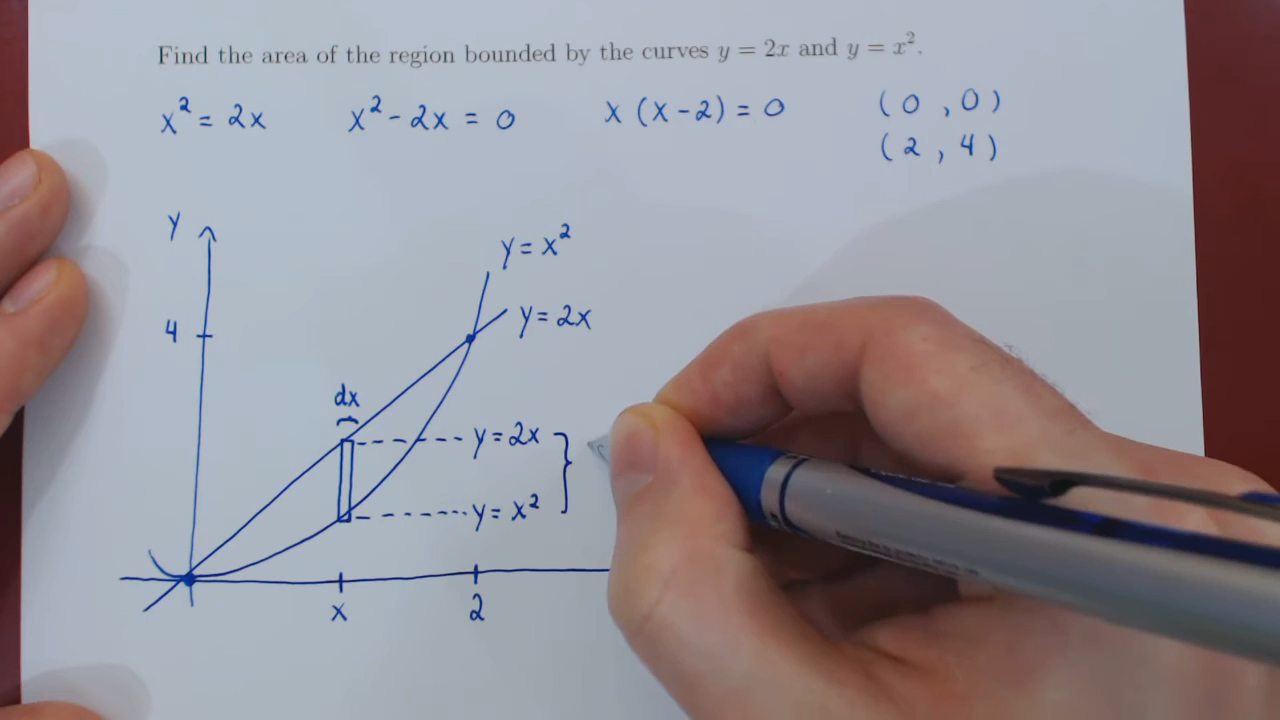 Find the area of the region bounded by the curves y = 2x and y = x².
x² = 2x x² - 2x = 0 x (x - 2) = 0 (0, 0)
(2, 4)
y
y = x²
4 y = 2x
dx
y = 2x
y = x²
x 2